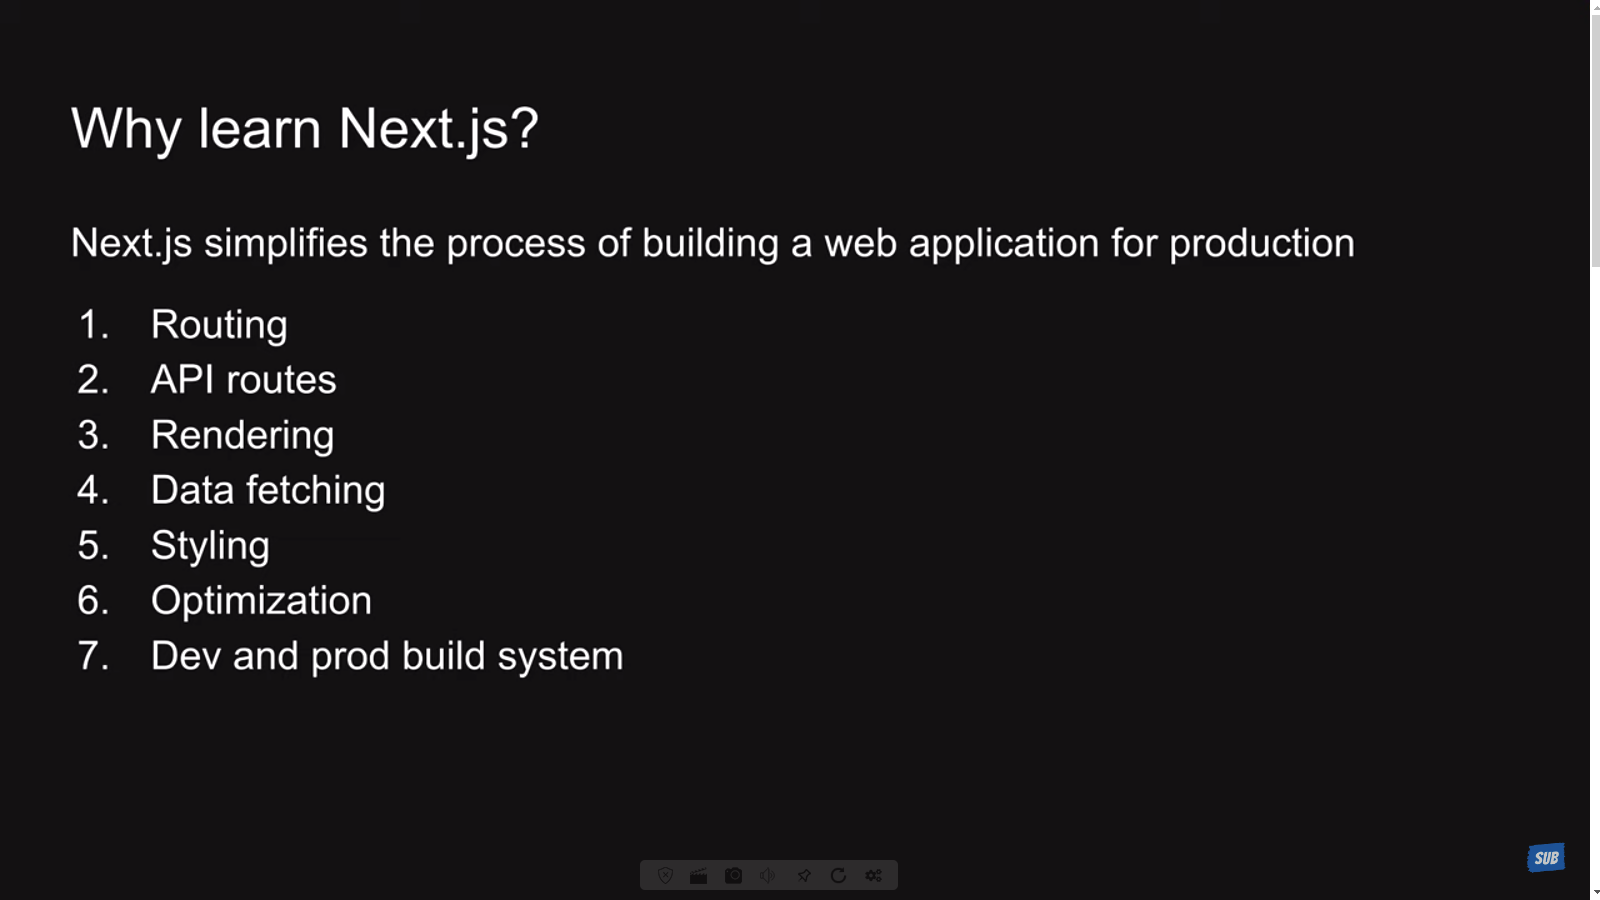 Why learn Next.js?
Next.js simplifies the process of building a web application for production
1. Routing
2. API routes
3. Rendering
4. Data fetching
5. Styling
6. Optimization
7. Dev and prod build system
SUB